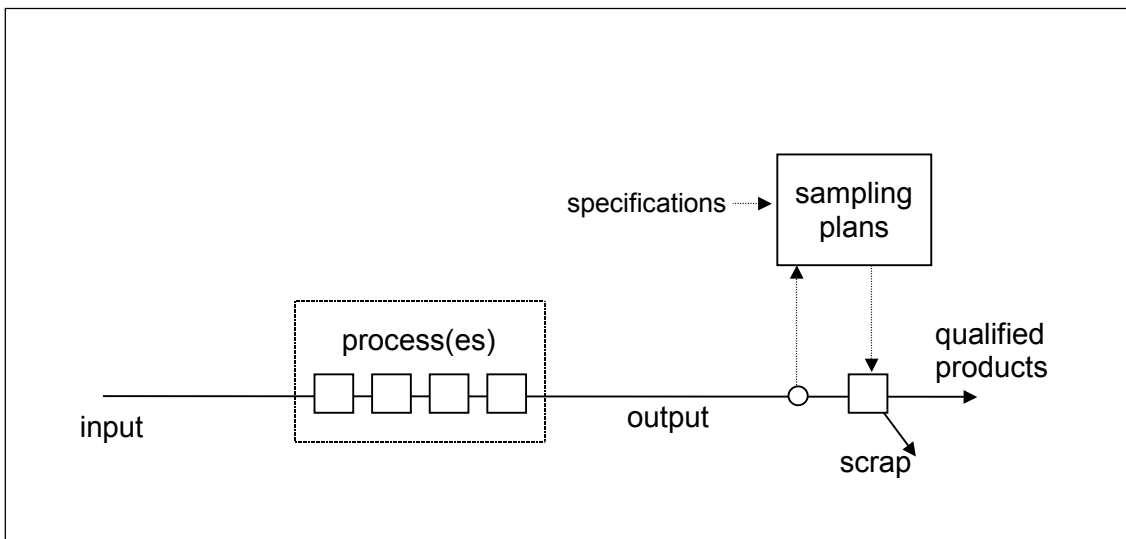 sampling
plans
specifications
process(es)
qualified
products
input
output
scrap